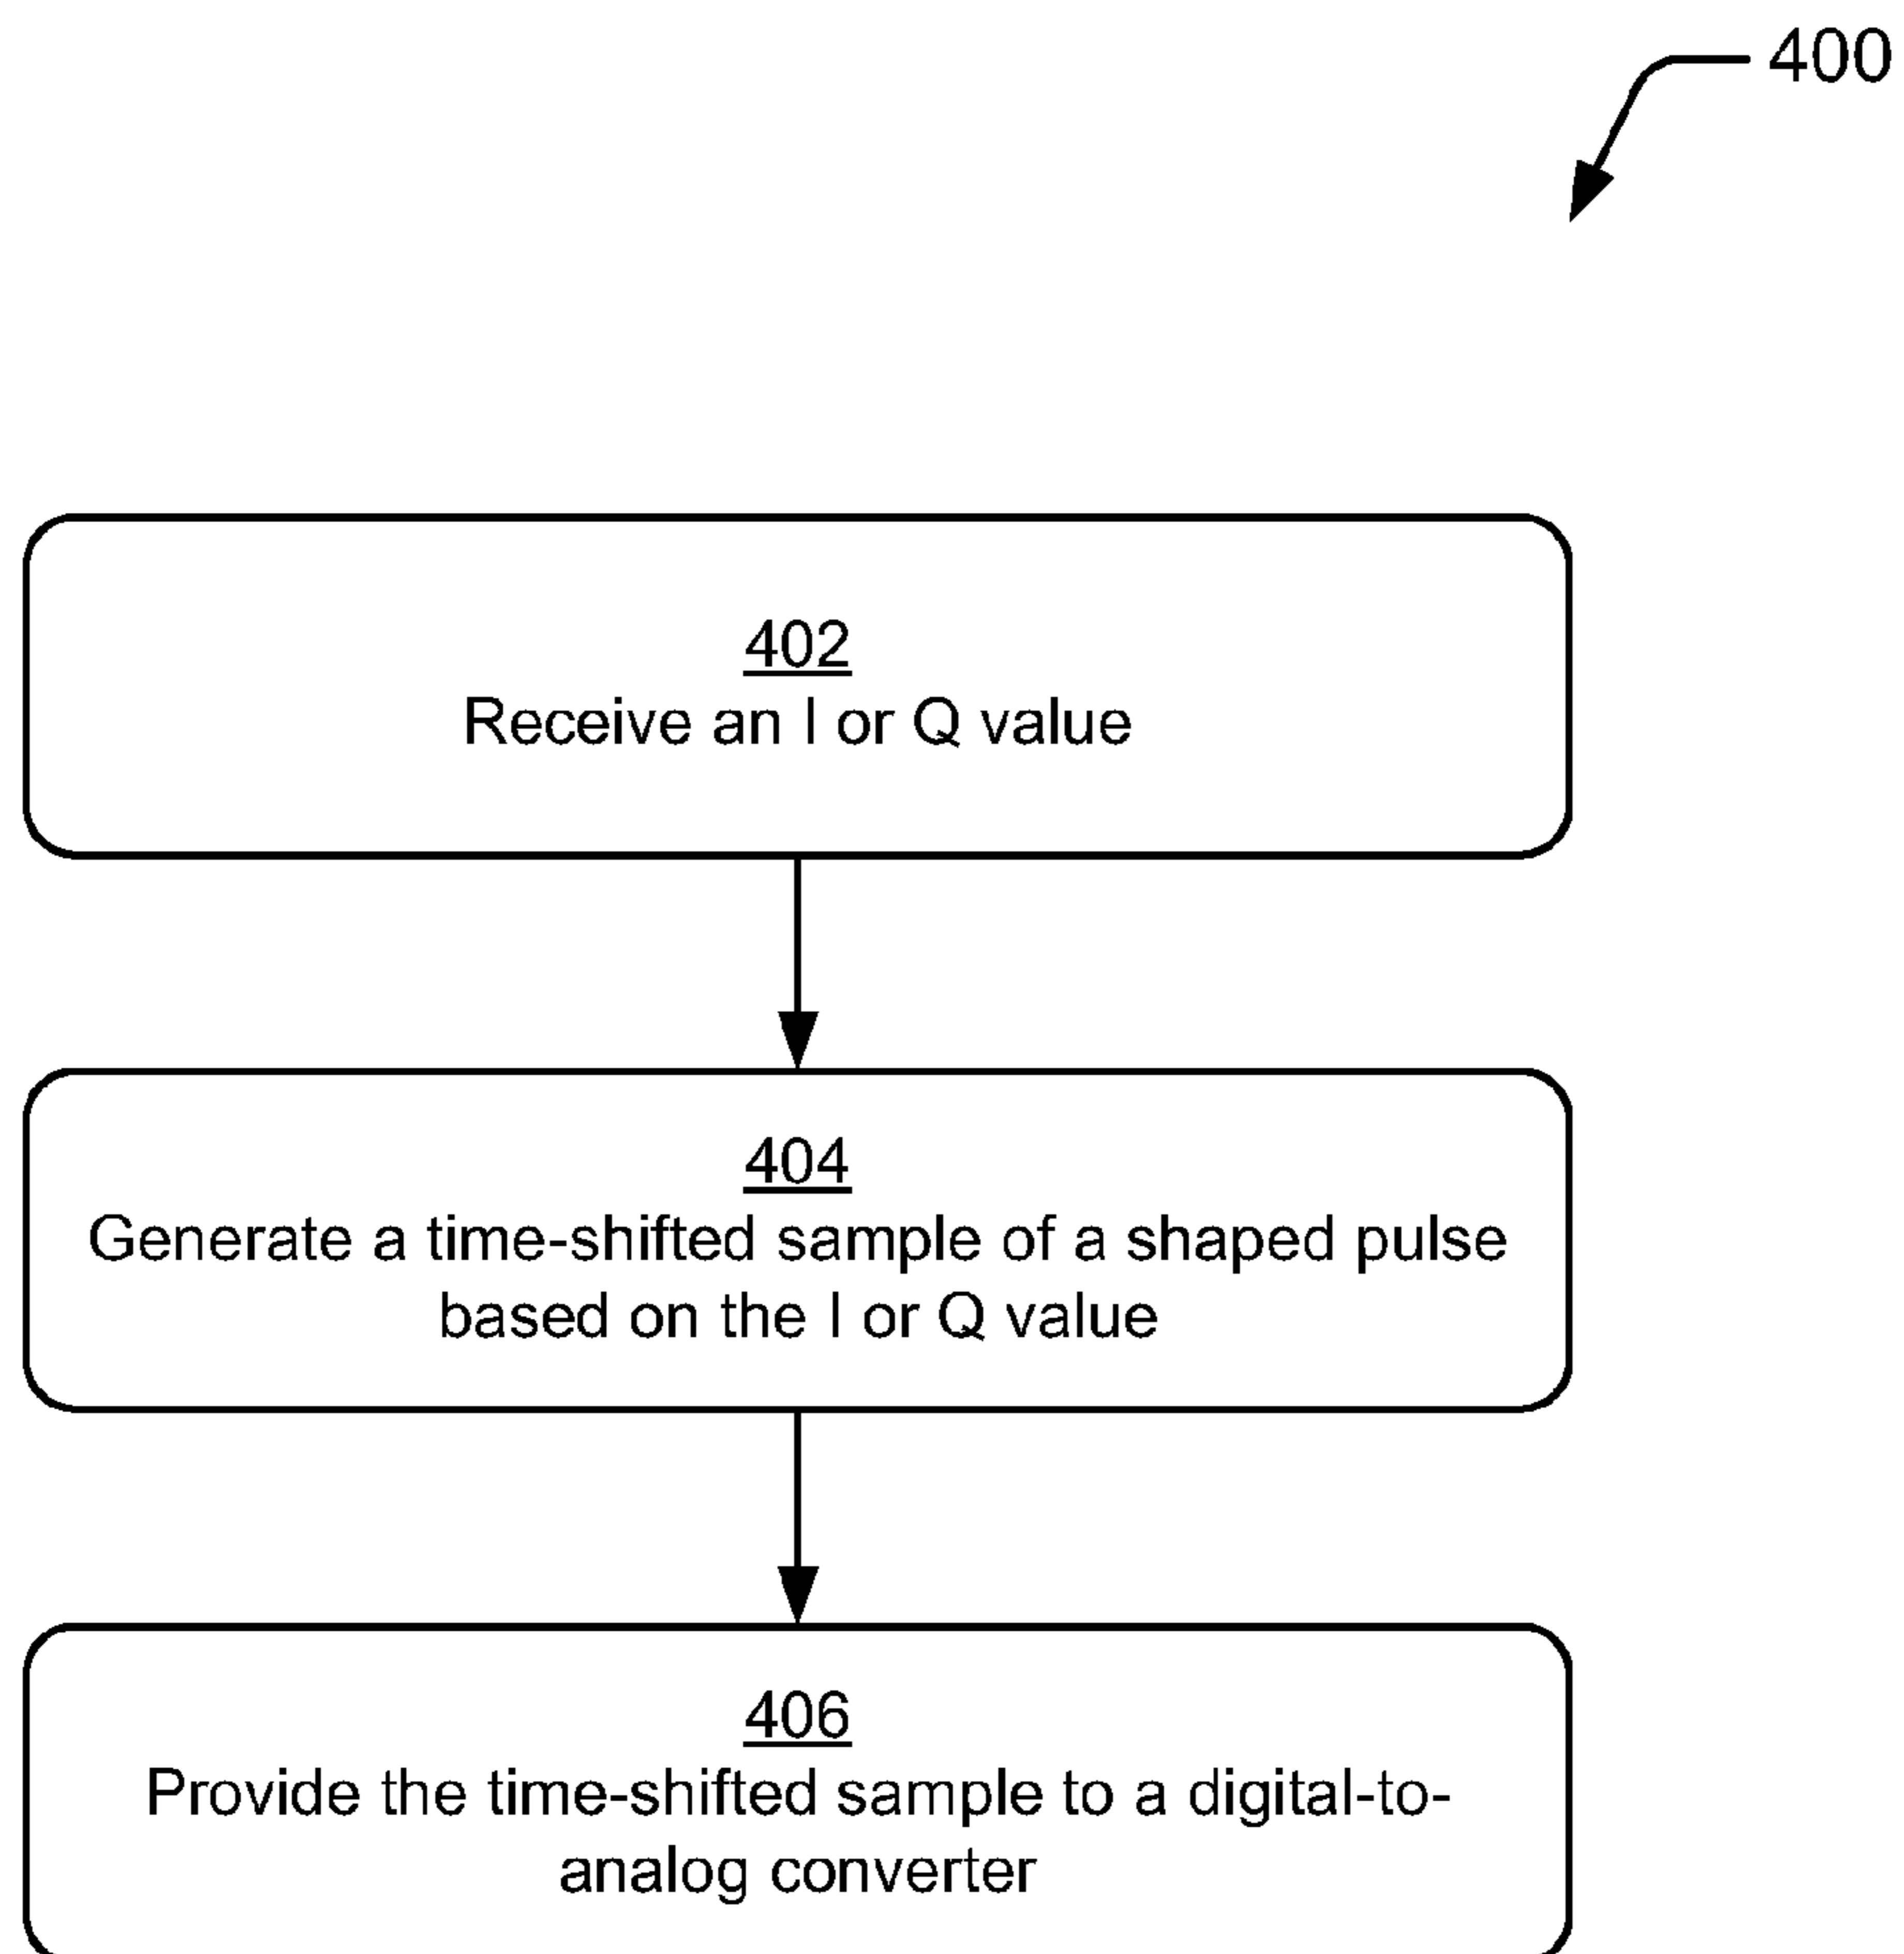 400
402
Receive an I or Q value
404
Generate a time-shifted sample of a shaped pulse
based on the I or Q value
406
Provide the time-shifted sample to a digital-to-
analog converter